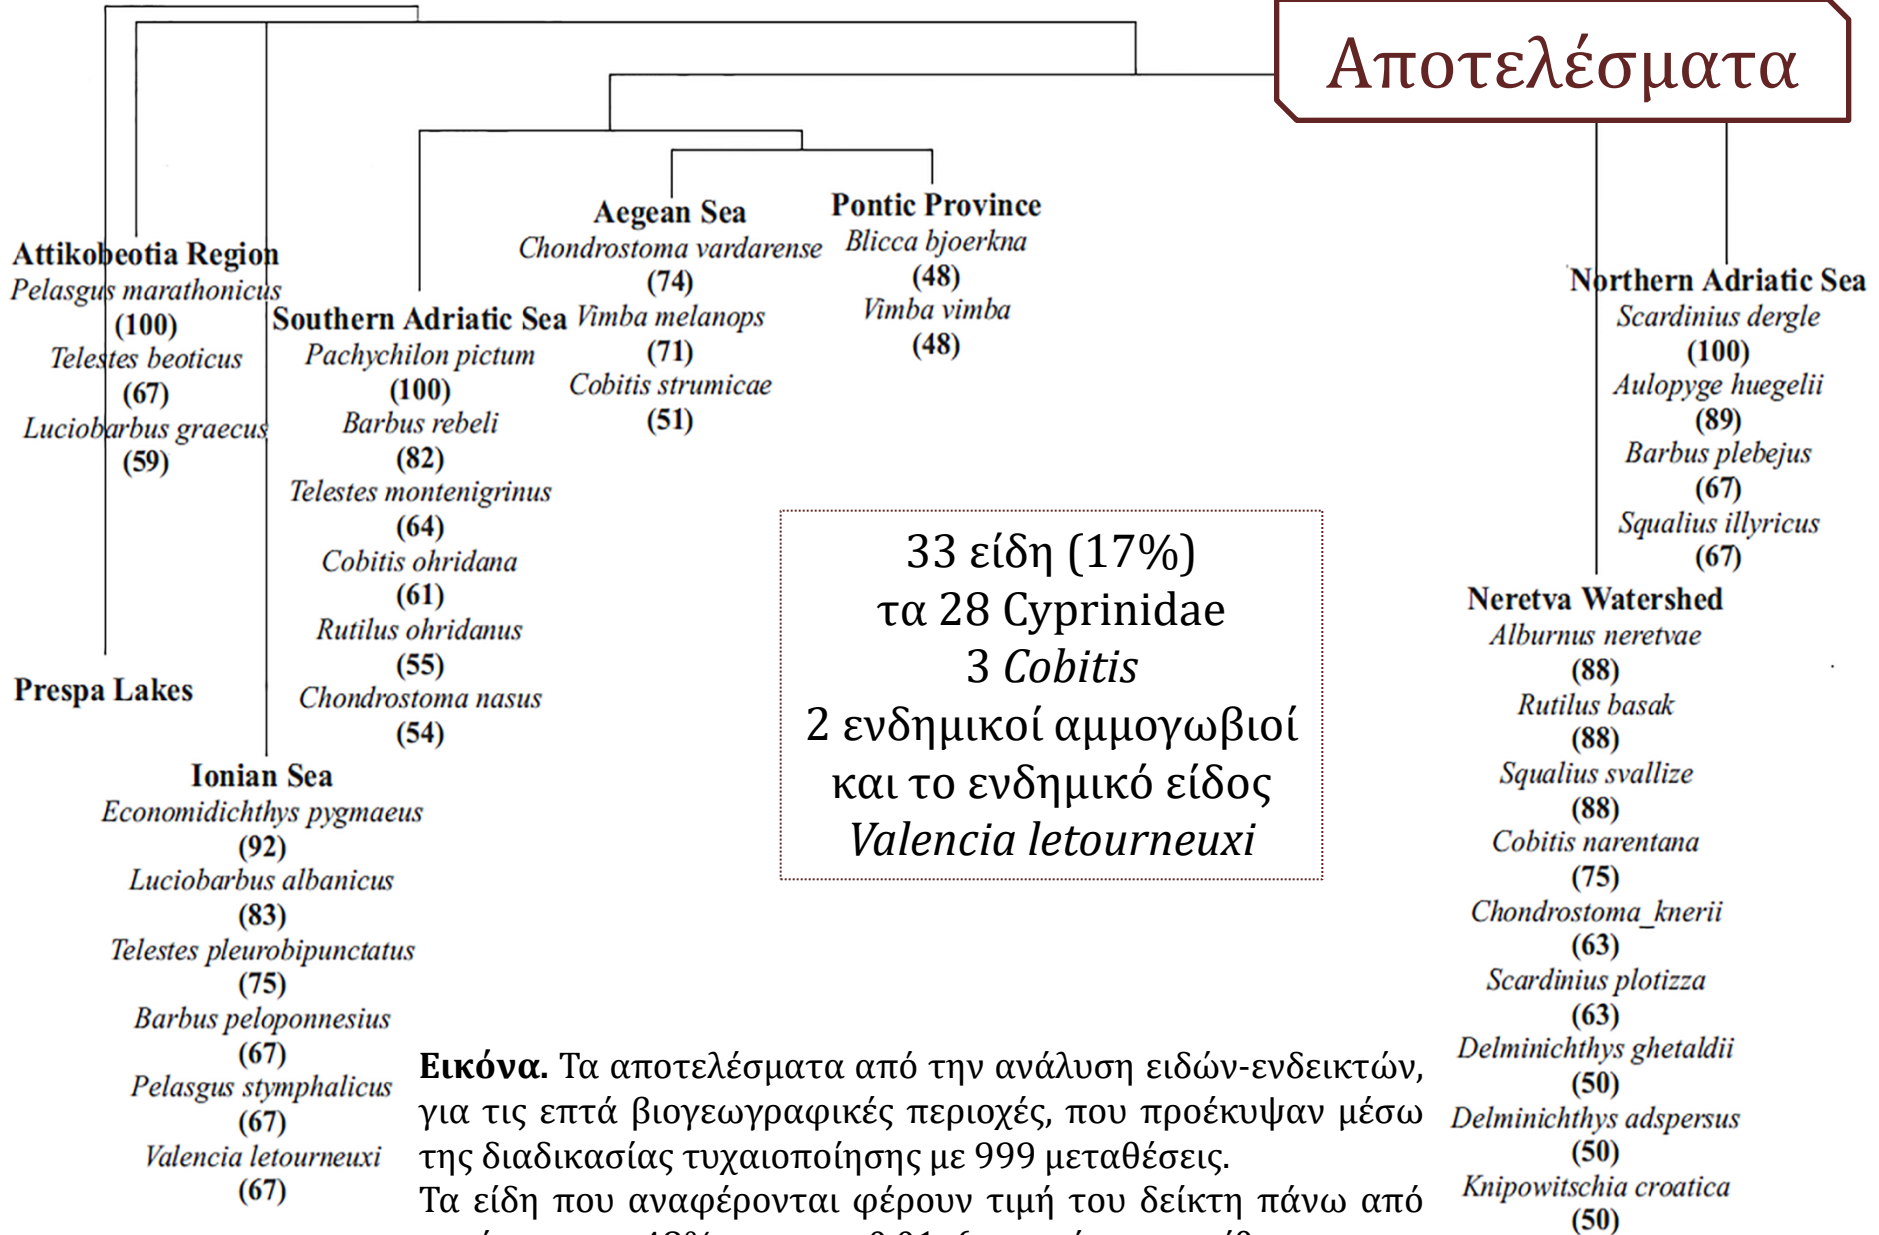 Αποτελέσματα
Attikobeotia Region
Pelasgus marathonicus
(100)
Telestes beoticus
(67)
Luciobarbus graecus
(59)
Prespa Lakes
Ionian Sea
Economidichthys pygmaeus
(92)
Luciobarbus albanicus
(83)
Telestes pleurobipunctatus
(75)
Barbus peloponnesius
(67)
Pelasgus stymphalicus
(67)
Valencia letourneuxi
(67)
Southern Adriatic Sea
Pachychilon pictum
(100)
Barbus rebeli
(82)
Telestes montenigrinus
(64)
Cobitis ohridana
(61)
Rutilus ohridanus
(55)
Chondrostoma nasus
(54)
Aegean Sea
Chondrostoma vardarense
(74)
Vimba melanops
(71)
Cobitis strumicae
(51)
Pontic Province
Blicca bjoerkna
(48)
Vimba vimba
(48)
33 είδη (17%)
τα 28 Cyprinidae
3 Cobitis
2 ενδημικοί αμμογωβιοί
και το ενδημικό είδος
Valencia letourneuxi
Northern Adriatic Sea
Scardinius dergle
(100)
Aulopyge huegelii
(89)
Barbus plebejus
(67)
Squalius illyricus
(67)
Neretva Watershed
Alburnus neretvae
(88)
Rutilus basak
(88)
Squalius svallize
(88)
Cobitis narentana
(75)
Chondrostoma_knerii
(63)
Scardinius plotizza
(63)
Delminichthys ghetaldii
(50)
Delminichthys adspersus
(50)
Knipowitschia croatica
(50)
Εικόνα. Τα αποτελέσματα από την ανάλυση ειδών-ενδεικτών,
για τις επτά βιογεωγραφικές περιοχές, που προέκυψαν μέσω
της διαδικασίας τυχαιοποίησης με 999 μεταθέσεις.
Τα είδη που αναφέρονται φέρουν τιμή του δείκτη πάνω από